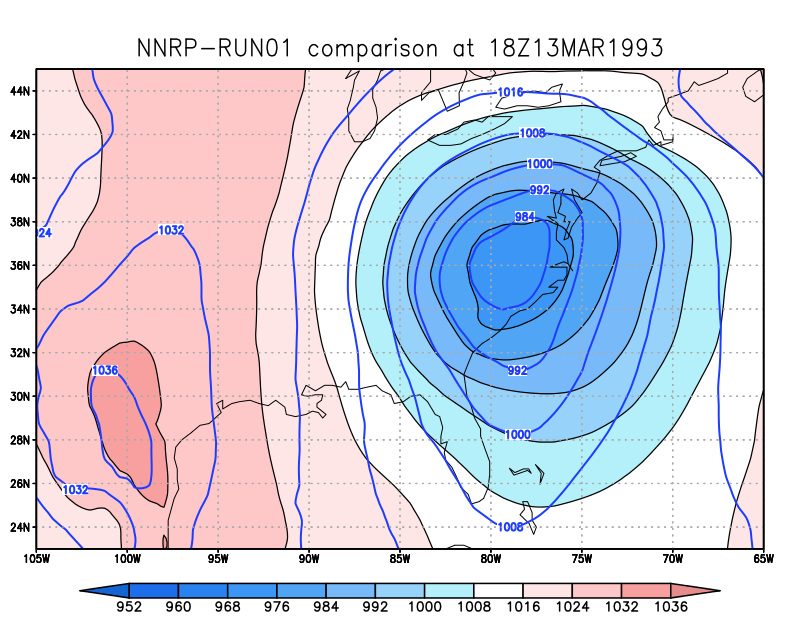 NNRP-RUN01 comparison at 18Z13MAR1993
44N
1016
42N
1008
40N
1000
992
38N
984
24
1032
36N
34N
32N
1036
992
30N
28N
1000
26N
1032
24N
1008
105W 100W 95W 90W 85W 80W 75W 70W 65W
952 960 968 976 984 992 1000 1008 1016 1024 1032 1036